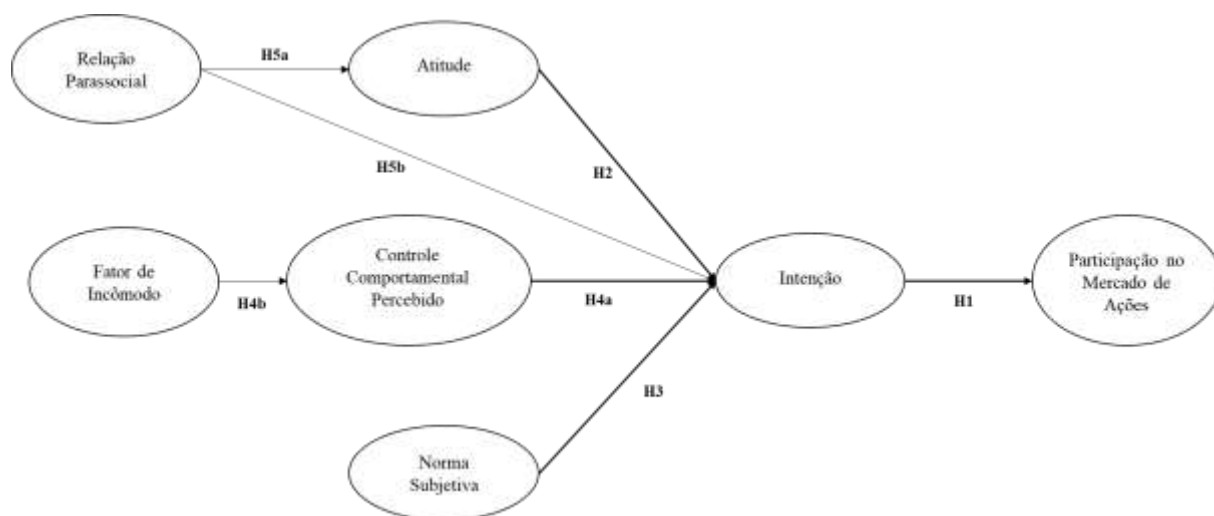 Relação
Parassocial
H5a
Atitude
H5b
H2
Fator de
Incômodo
H4b
Controle
Comportamental
Percebido
H4a
Intenção
H1
Participação no
Mercado de
Ações
H3
Norma
Subjetiva